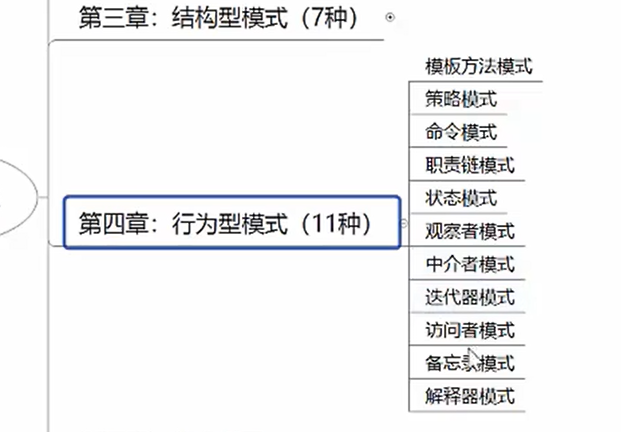 第三章：结构型模式（7种）
模板方法模式
策略模式
命令模式
职责链模式
状态模式
第四章：行为型模式（11种）
观察者模式
中介者模式
迭代器模式
访问者模式
备忘录模式
解释器模式